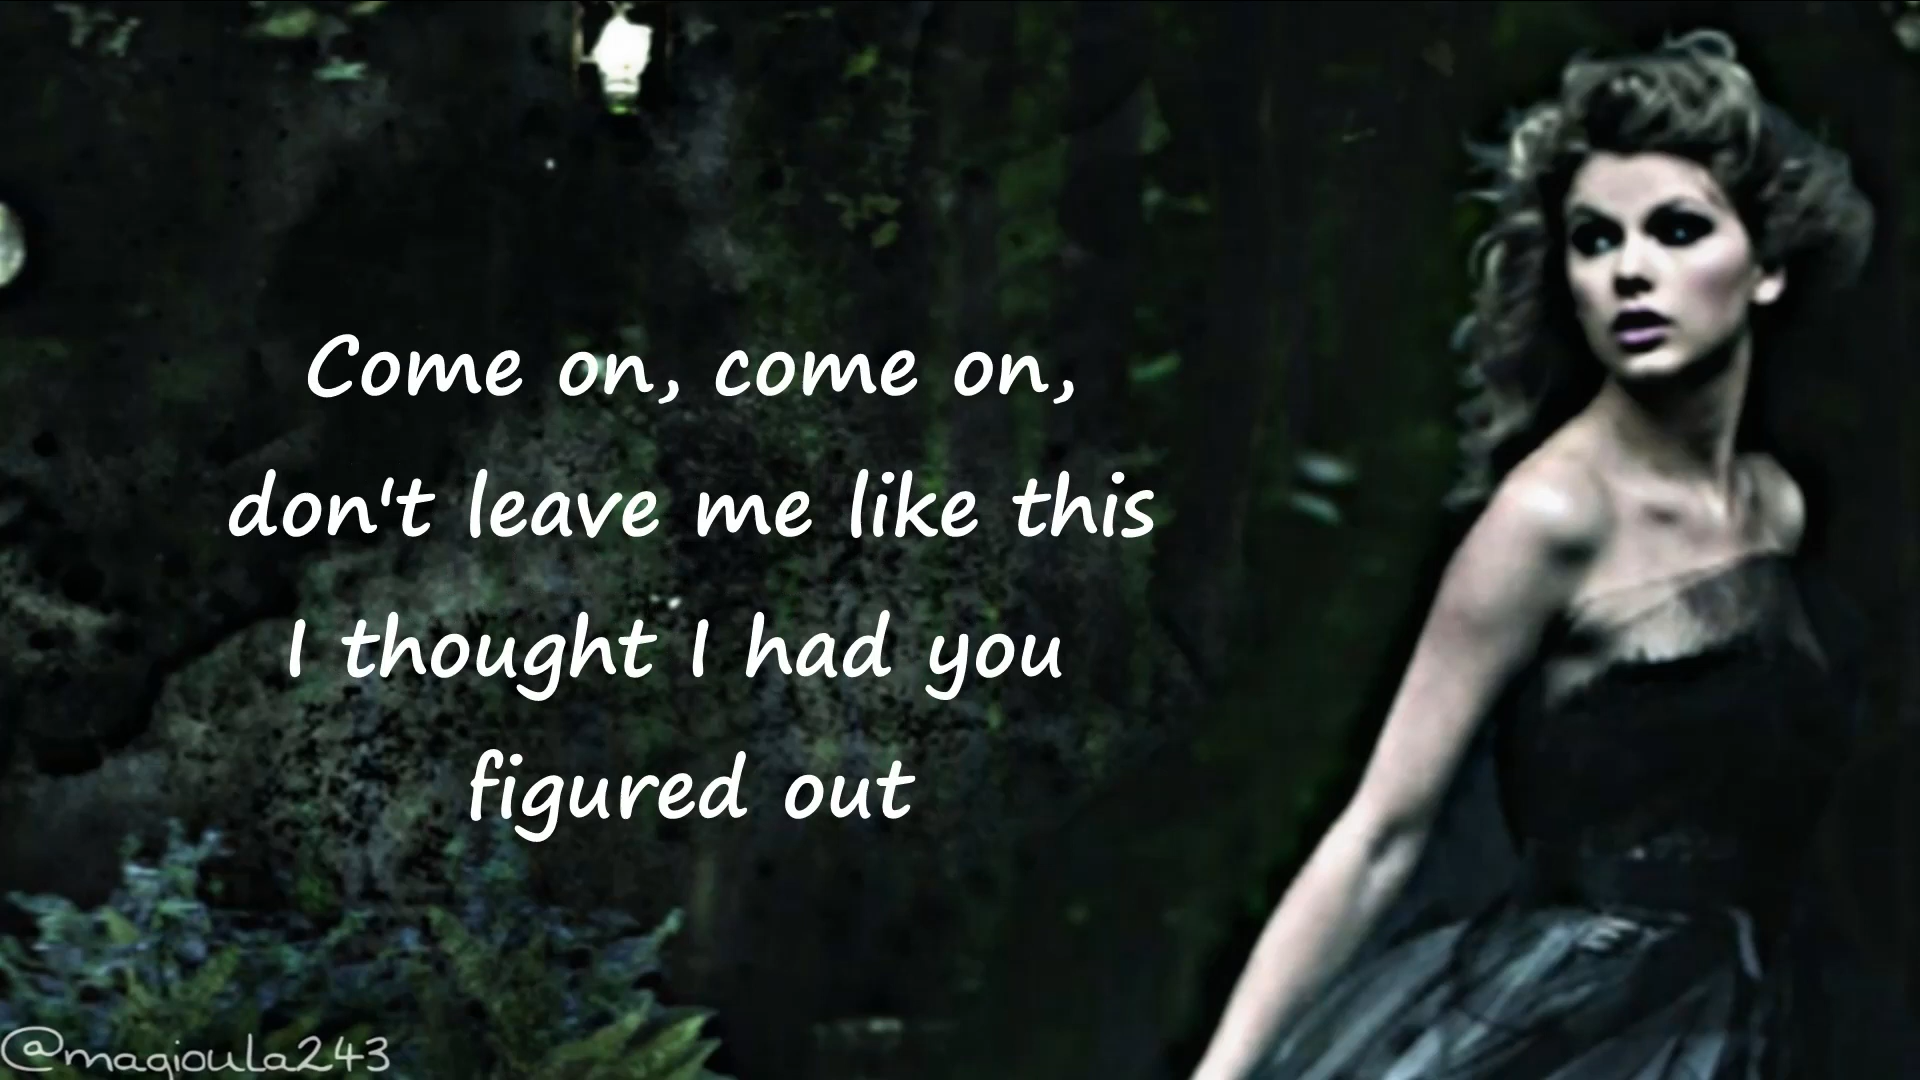 Come on, come on,
don't leave me like this
I thought I had you
figured out
@magioula243